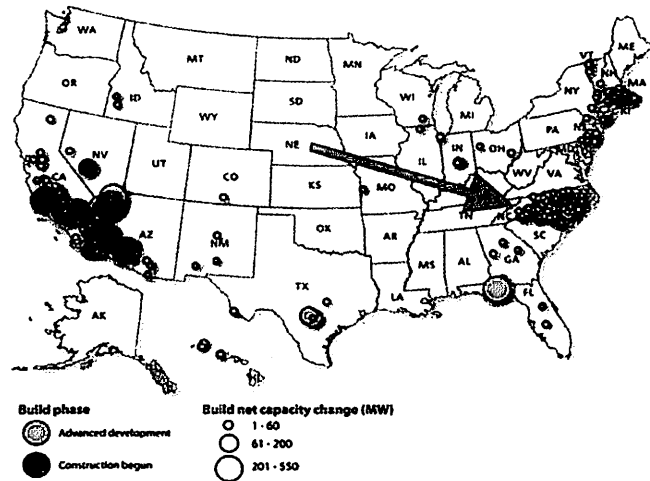 WA
MT
ND
MN
ME
VT
NH
OR
ID
SD
WI
NY
MA
WY
MI
RI
IA
PA
NJ
NE
NV
IL
IN
OH
MD
UT
CO
WV
VA
CA
KS
MO
TN
NC
AZ
NM
OK
AR
SC
MS
AL
GA
TX
LA
FL
AK
HI
Build phase
Advanced development
Construction begun
Build net capacity change (MW)
1 - 60
61 - 200
201 - 550